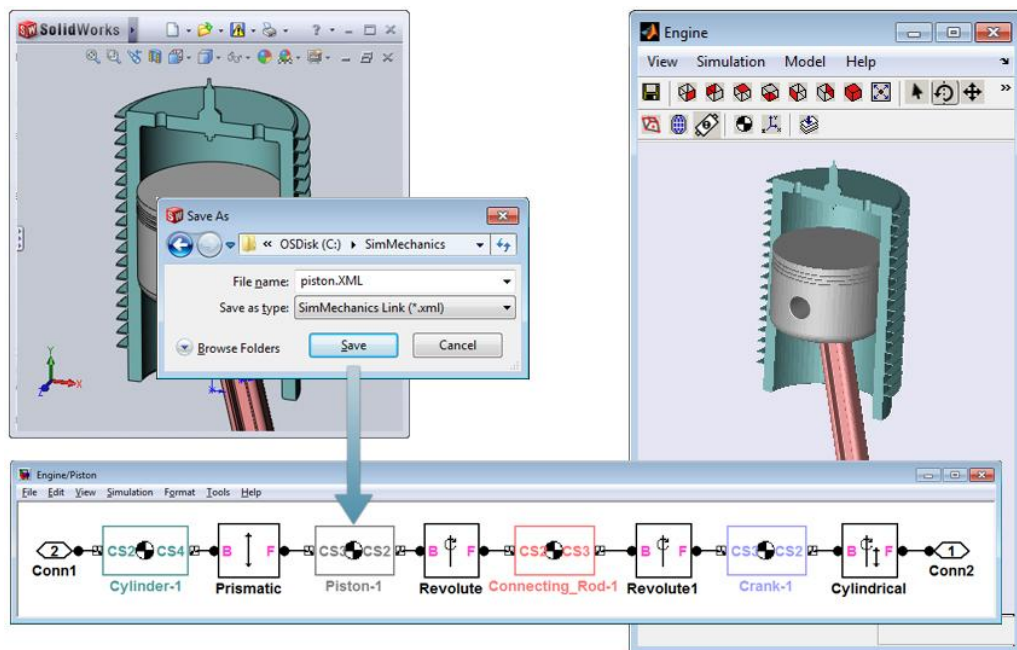 SolidWorks
Save As
« OSDisk (C:) SimMechanics
File name: piston.XML
Save as type: SimMechanics Link (*.xml)
Browse Folders Save Cancel
Y
X
Z
Engine
View Simulation Model Help
Engine/Piston
File Edit View Simulation Format Tools Help
2 CS2 CS4 B F CS3 CS2 B F CS2 CS3 B F CS3 CS2 B F 1
Conn1 Cylinder-1 Prismatic Piston-1 Revolute Connecting_Rod-1 Revolute1 Crank-1 Cylindrical Conn2